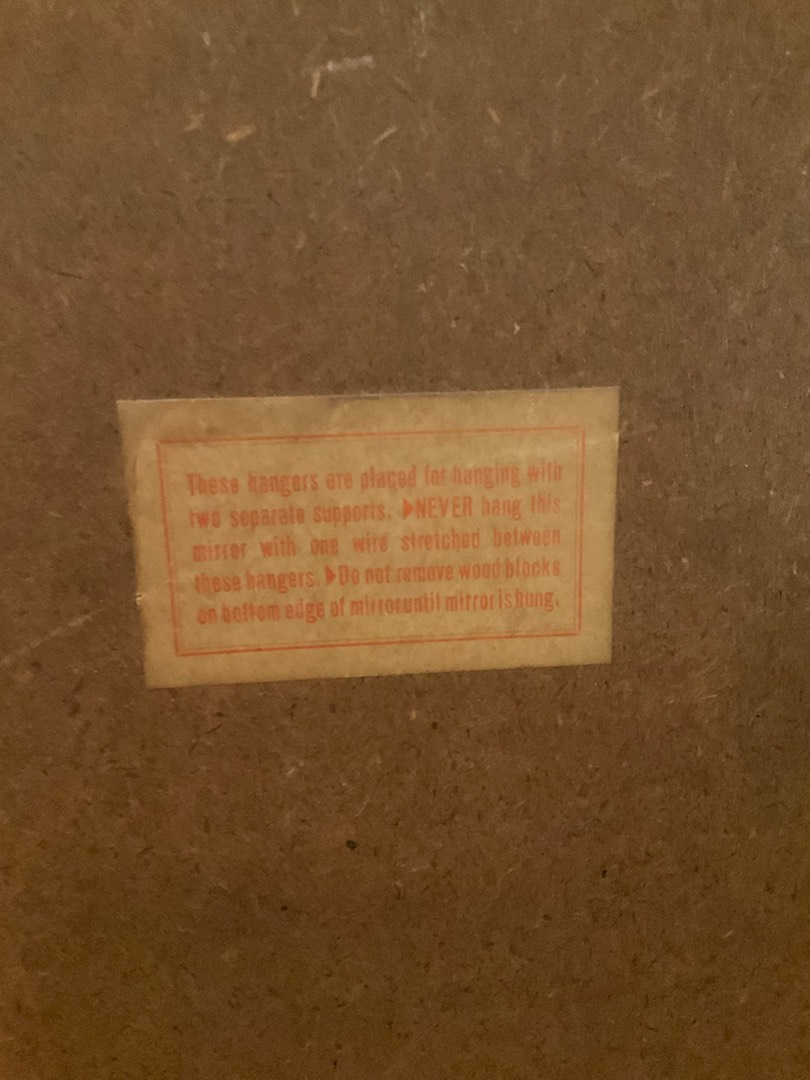 These hangers are placed for hanging with
two separate supports. ▶NEVER hang this
mirror with one wire stretched between
these hangers. ▶Do not remove wood blocks
on bottom edge of mirror until mirror is hung.